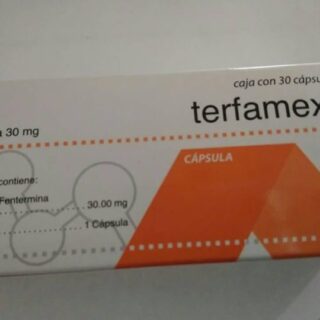 caja con 30 cápsu
terfamex
a 30 mg
CÁPSULA
contiene:
Fentermina
30.00 mg
1 Cápsula